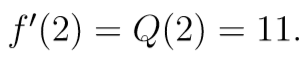 f′(2) = Q(2) = 11.